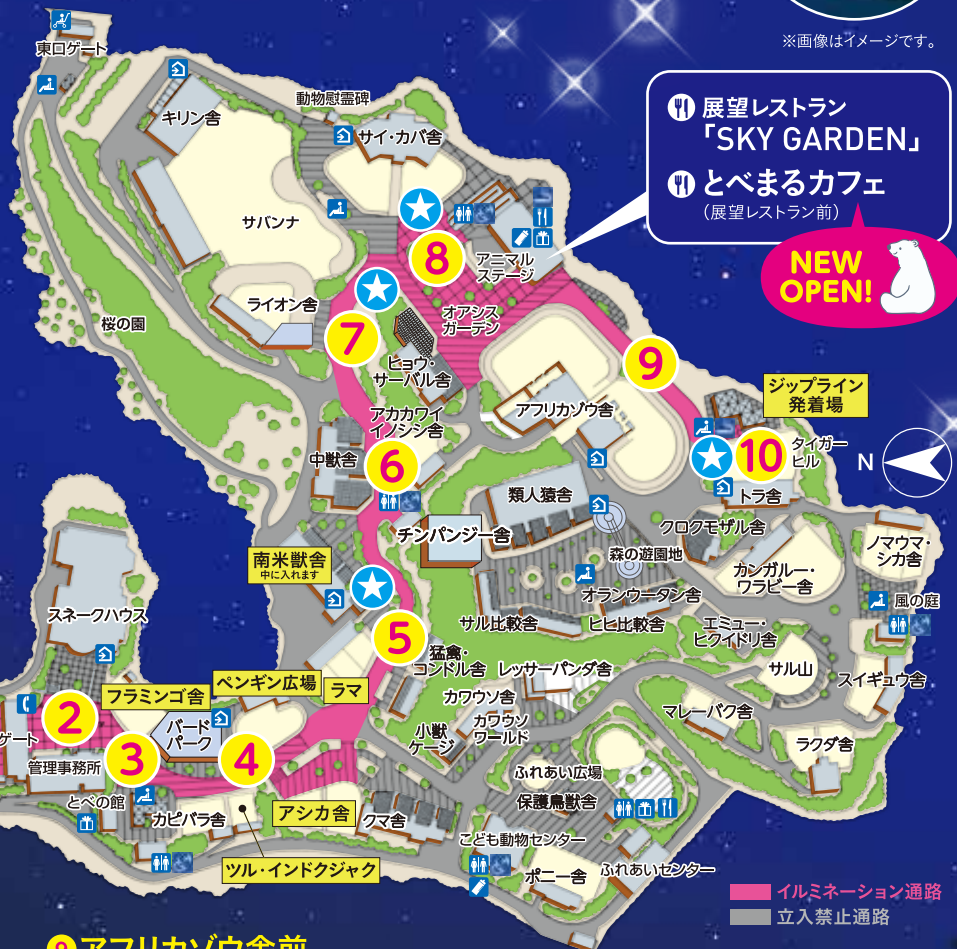 ※画像はイメージです。
展望レストラン
「SKY GARDEN」
とべまるカフェ
（展望レストラン前）
NEW
OPEN!
東口ゲート
動物慰霊碑
キリン舎
サイ・カバ舎
サバンナ
8
アニマル
ステージ
ライオン舎
オアシス
ガーデン
桜の園
7
ヒョウ・
サーバル舎
9
ジップライン
発着場
アフリカゾウ舎
アカカワイ
イノシシ舎
10
タイガー
ヒル
N
中獣舎
6
トラ舎
類人猿舎
チンパンジー舎
クロクモザル舎
ノマウマ・
シカ舎
森の遊園地
南米獣舎
中に入れます
カンガルー・
ワラビー舎
オランウータン舎
風の庭
スネークハウス
サル比較舎
ヒヒ比較舎
エミュー・
ヒクイドリ舎
5
猛禽・
コンドル舎
レッサーパンダ舎
サル山
スイギュウ舎
フラミンゴ舎
ペンギン広場
ラマ
カワウソ舎
マレーバク舎
2
バード
パーク
小獣
ケージ
カワウソ
ワールド
ラクダ舎
ゲート
3
4
管理事務所
ふれあい広場
とべの館
カピバラ舎
アシカ舎
クマ舎
保護鳥獣舎
こども動物センター
ツル・インドクジャク
ポニー舎
ふれあいセンター
イルミネーション通路
立入禁止通路
9アフリカゾウ舎前